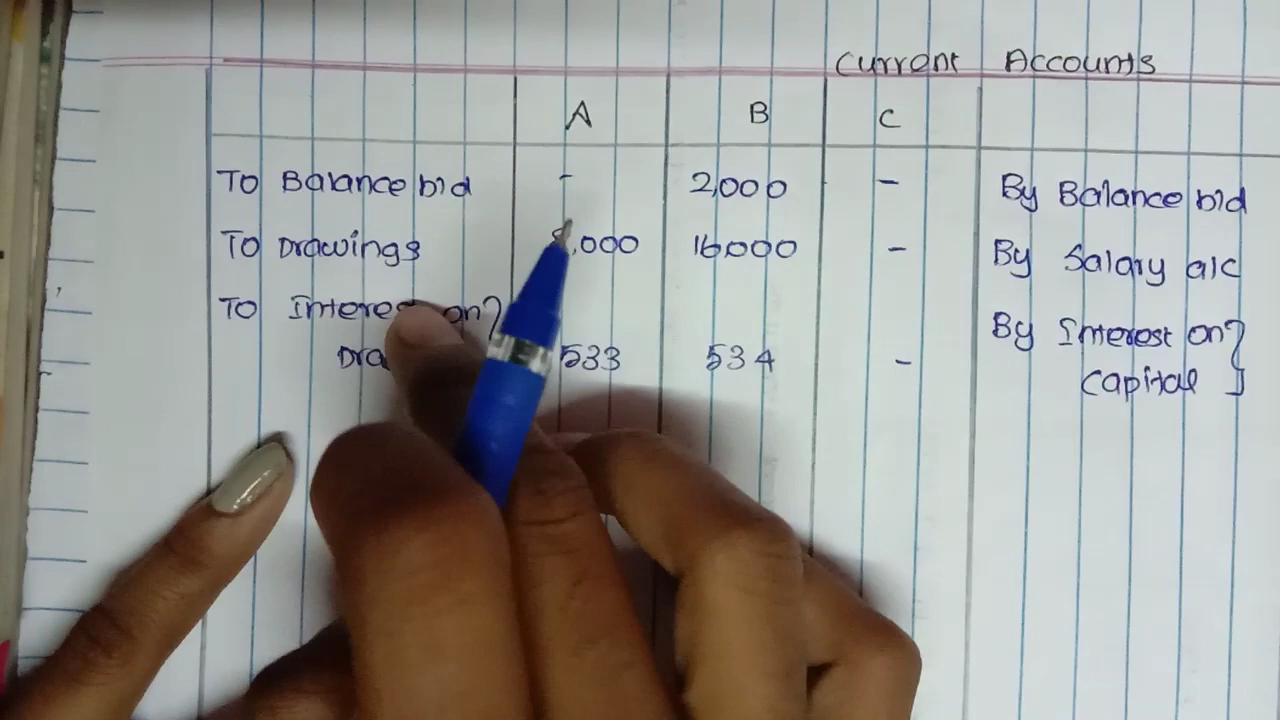 Current Accounts
A B C
To Balance b/d - 2,000 - By Balance b/d
To Drawings ,000 16000 - By Salary a/c
To Interest on} By Interest on}
533 534 - Capital